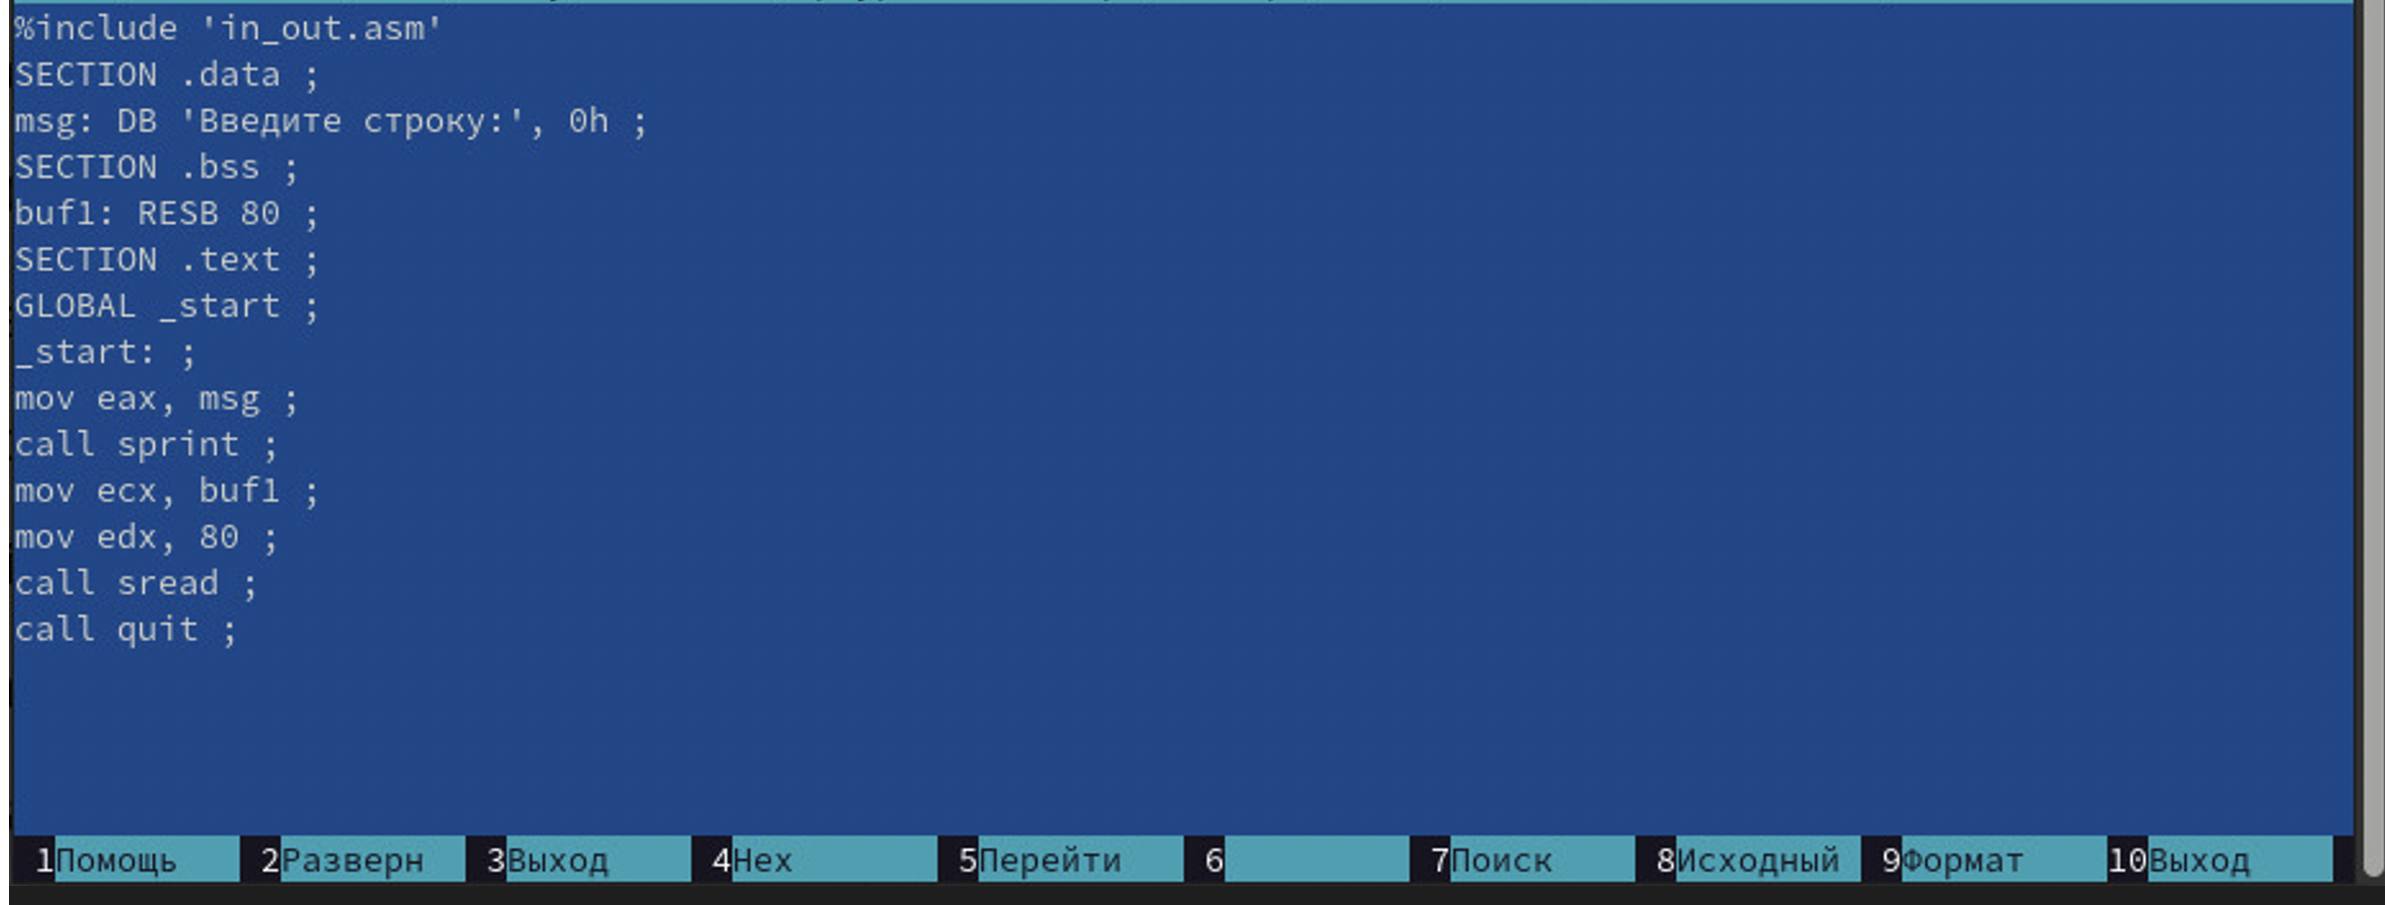 %include 'in_out.asm'
SECTION .data ;
msg: DB 'Введите строку:', 0h ;
SECTION .bss ;
buf1: RESB 80 ;
SECTION .text ;
GLOBAL _start ;
_start: ;
mov eax, msg ;
call sprint ;
mov ecx, buf1 ;
mov edx, 80 ;
call sread ;
call quit ;
1Помощь 2Разверн 3Выход 4Hex 5Перейти 6 7Поиск 8Исходный 9Формат 10Выход